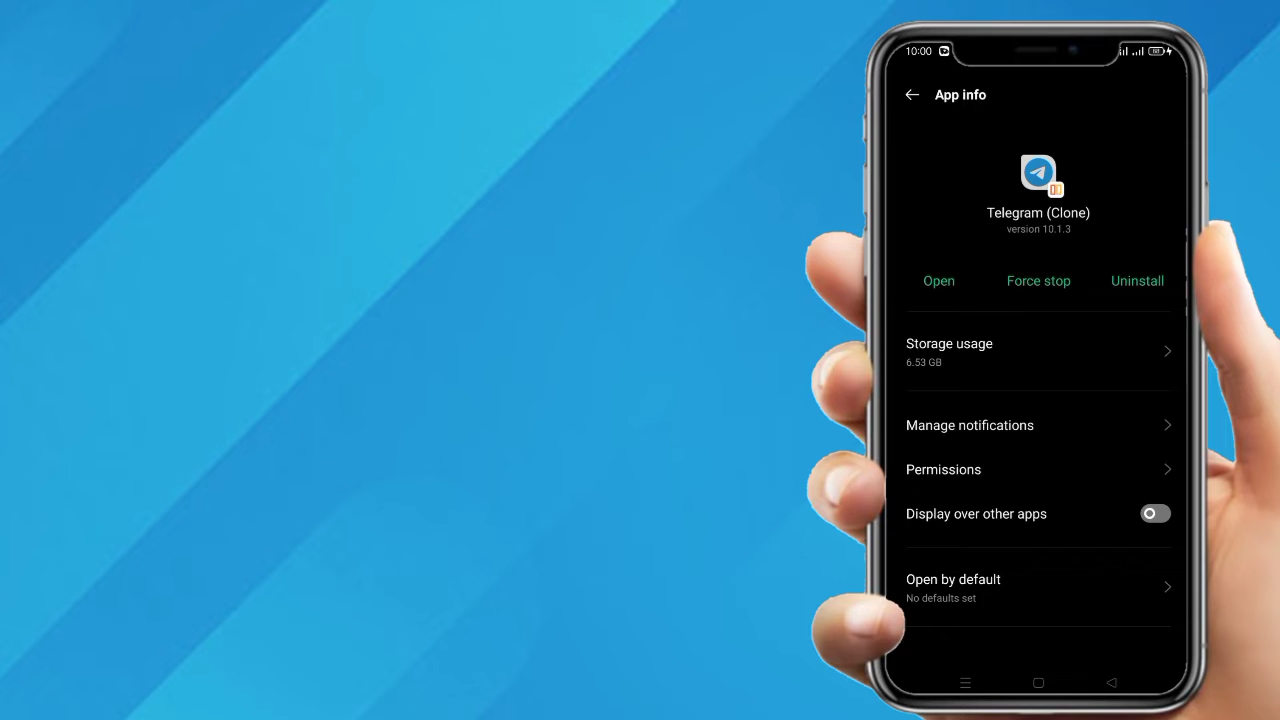 10:00
App info
Telegram (Clone)
version 10.1.3
Open Force stop Uninstall
Storage usage
6.53 GB
Manage notifications
Permissions
Display over other apps
Open by default
No defaults set